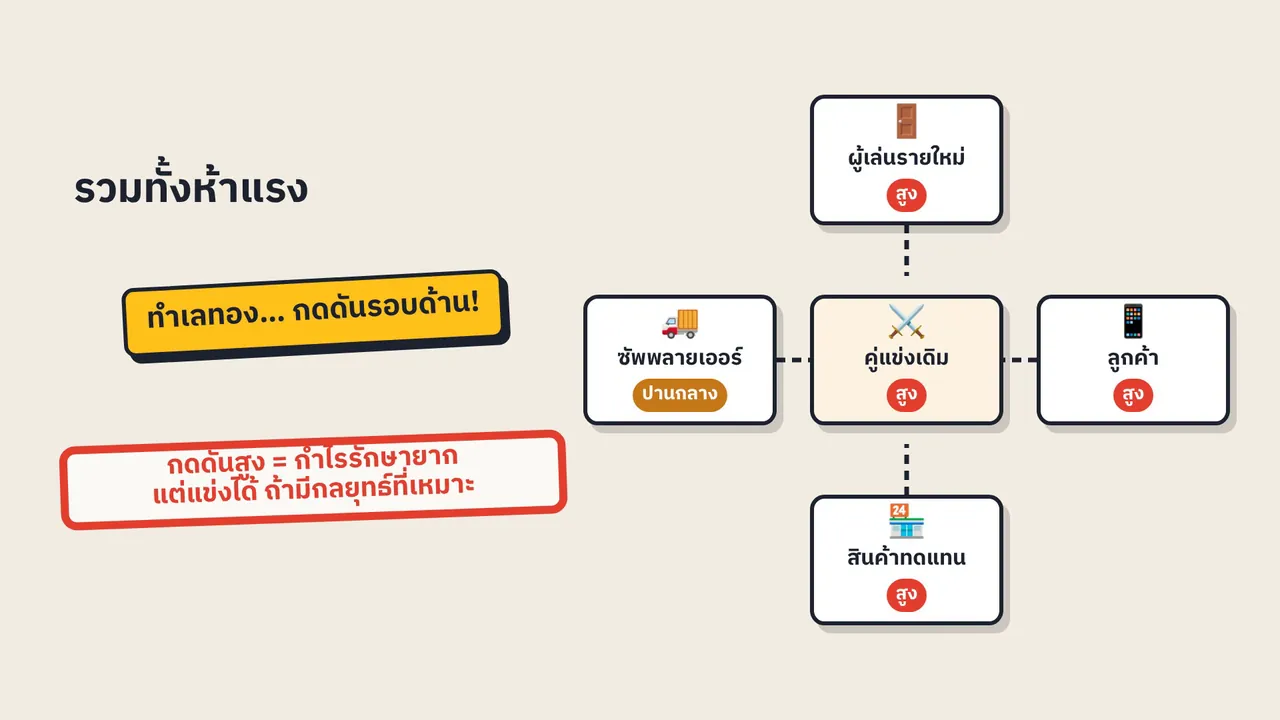 รวมทั้งห้าแรง
ทำเลทอง... กดดันรอบด้าน!
กดดันสูง = กำไรรักษายาก
แต่แข่งได้ ถ้ามีกลยุทธ์ที่เหมาะ
ผู้เล่นรายใหม่
สูง
ซัพพลายเออร์
ปานกลาง
คู่แข่งเดิม
สูง
ลูกค้า
สูง
24
สินค้าทดแทน
สูง